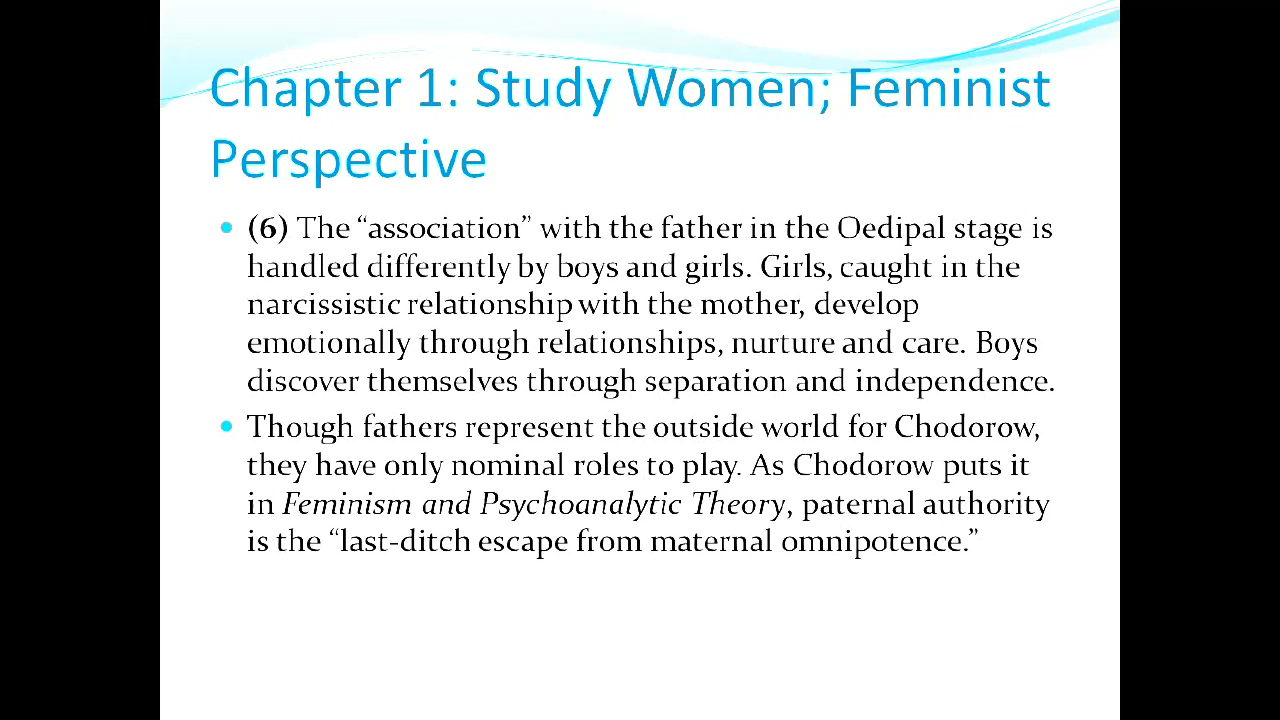 Chapter 1: Study Women; Feminist
Perspective
• (6) The “association” with the father in the Oedipal stage is
handled differently by boys and girls. Girls, caught in the
narcissistic relationship with the mother, develop
emotionally through relationships, nurture and care. Boys
discover themselves through separation and independence.
• Though fathers represent the outside world for Chodorow,
they have only nominal roles to play. As Chodorow puts it
in Feminism and Psychoanalytic Theory, paternal authority
is the “last-ditch escape from maternal omnipotence.”